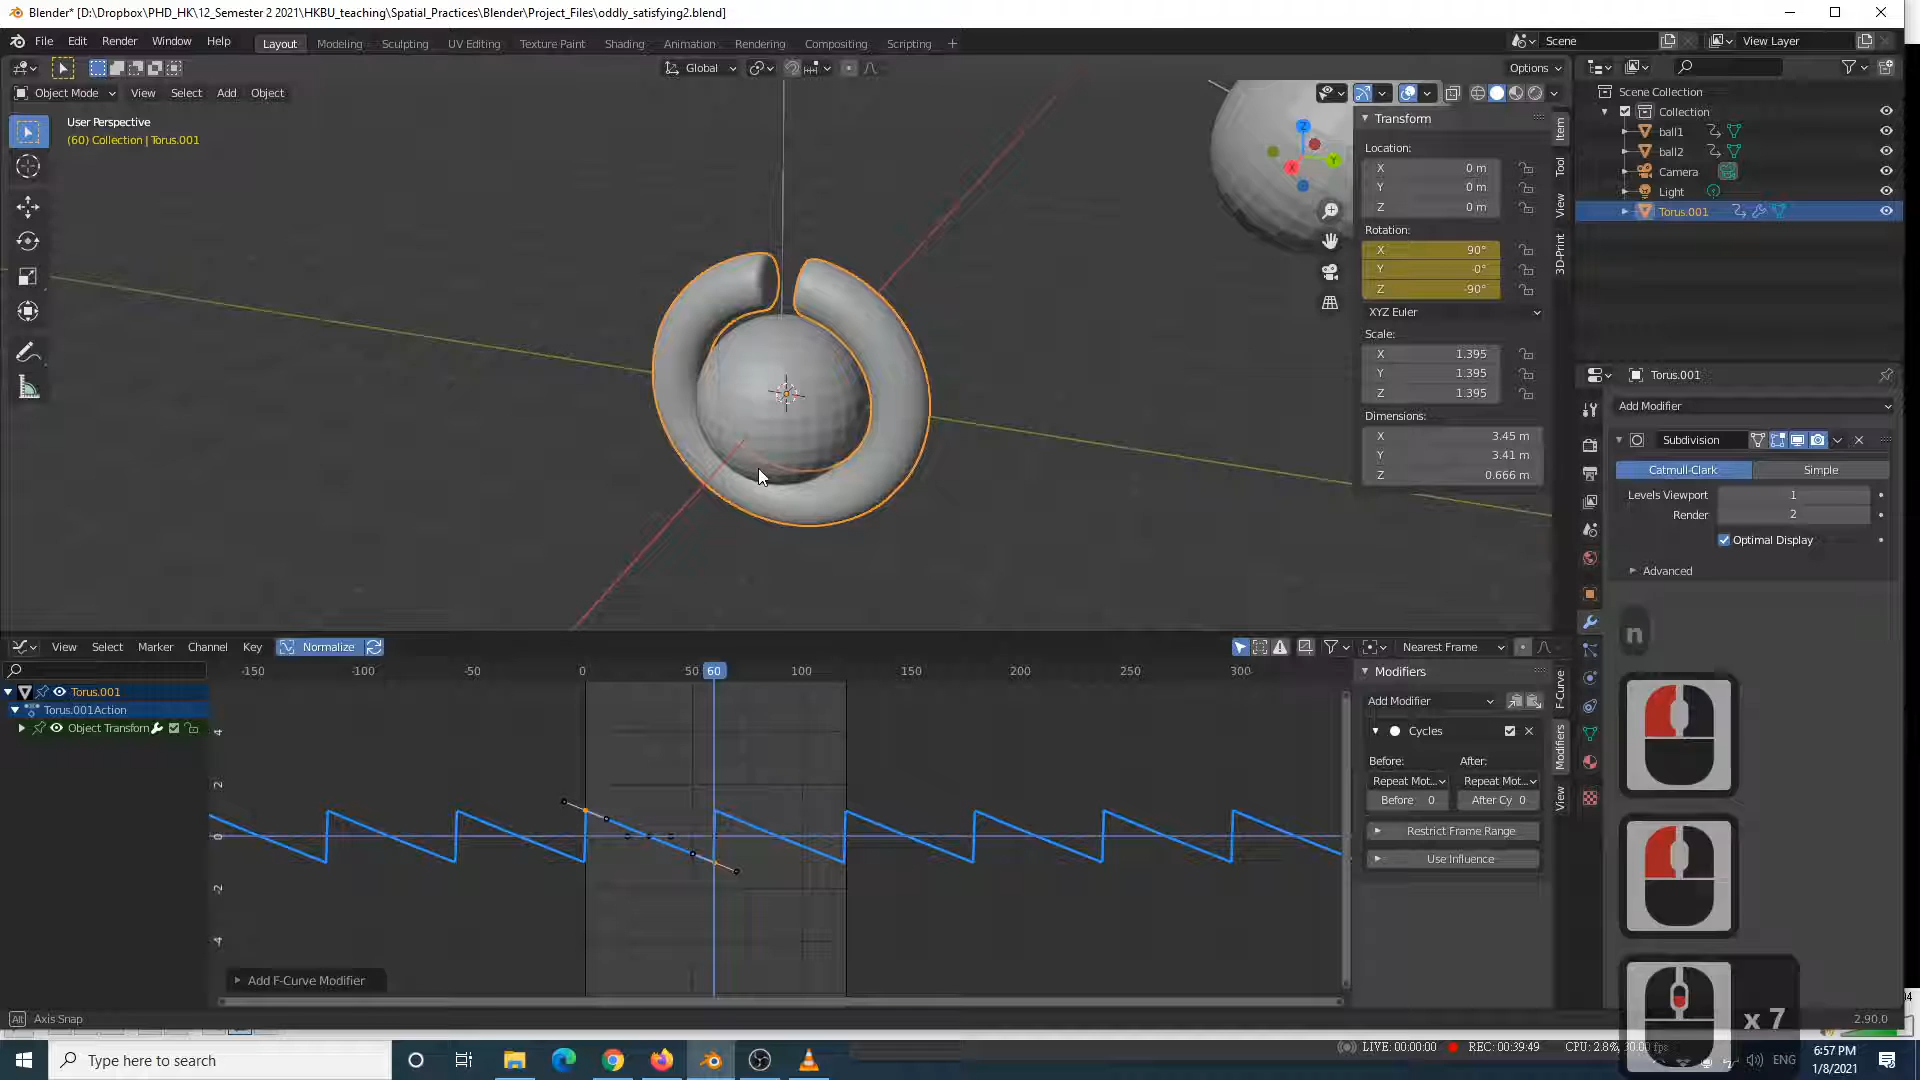 Blender* [D:\Dropbox\PHD_HK\12_Semester 2 2021\HKBU_teaching\Spatial_Practices\Blender\Project_Files\oddly_satisfying2.blend]
File Edit Render Window Help Layout Modeling Sculpting UV Editing Texture Paint Shading Animation Rendering Compositing Scripting + Scene View Layer
Global Options
Object Mode View Select Add Object
User Perspective
(60) Collection | Torus.001
Z
Y
X
Transform
Location:
X 0 m
Y 0 m
Z 0 m
Rotation:
X 90°
Y -0°
Z -90°
XYZ Euler
Scale:
X 1.395
Y 1.395
Z 1.395
Dimensions:
X 3.45 m
Y 3.41 m
Z 0.666 m
Item
Tool
View
3D-Print
Scene Collection
Collection
ball1
ball2
Camera
Light
Torus.001
Torus.001
Add Modifier
Subdivision
Catmull-Clark Simple
Levels Viewport 1
Render 2
Optimal Display
Advanced
n
View Select Marker Channel Key Normalize Nearest Frame
-150 -100 -50 0 50 60 100 150 200 250 300
Torus.001
Torus.001Action
Object Transform
4
2
0
-2
-4
Modifiers
Add Modifier
Cycles
Before: After:
Repeat Mot... Repeat Mot...
Before 0 After Cy 0
Restrict Frame Range
Use Influence
F-Curve
Modifiers
View
Add F-Curve Modifier
Alt Axis Snap
x 7
2.90.0
Type here to search
LIVE: 00:00:00 REC: 00:39:49 CPU: 2.8%, 30.00 fps
ENG
6:57 PM
1/8/2021